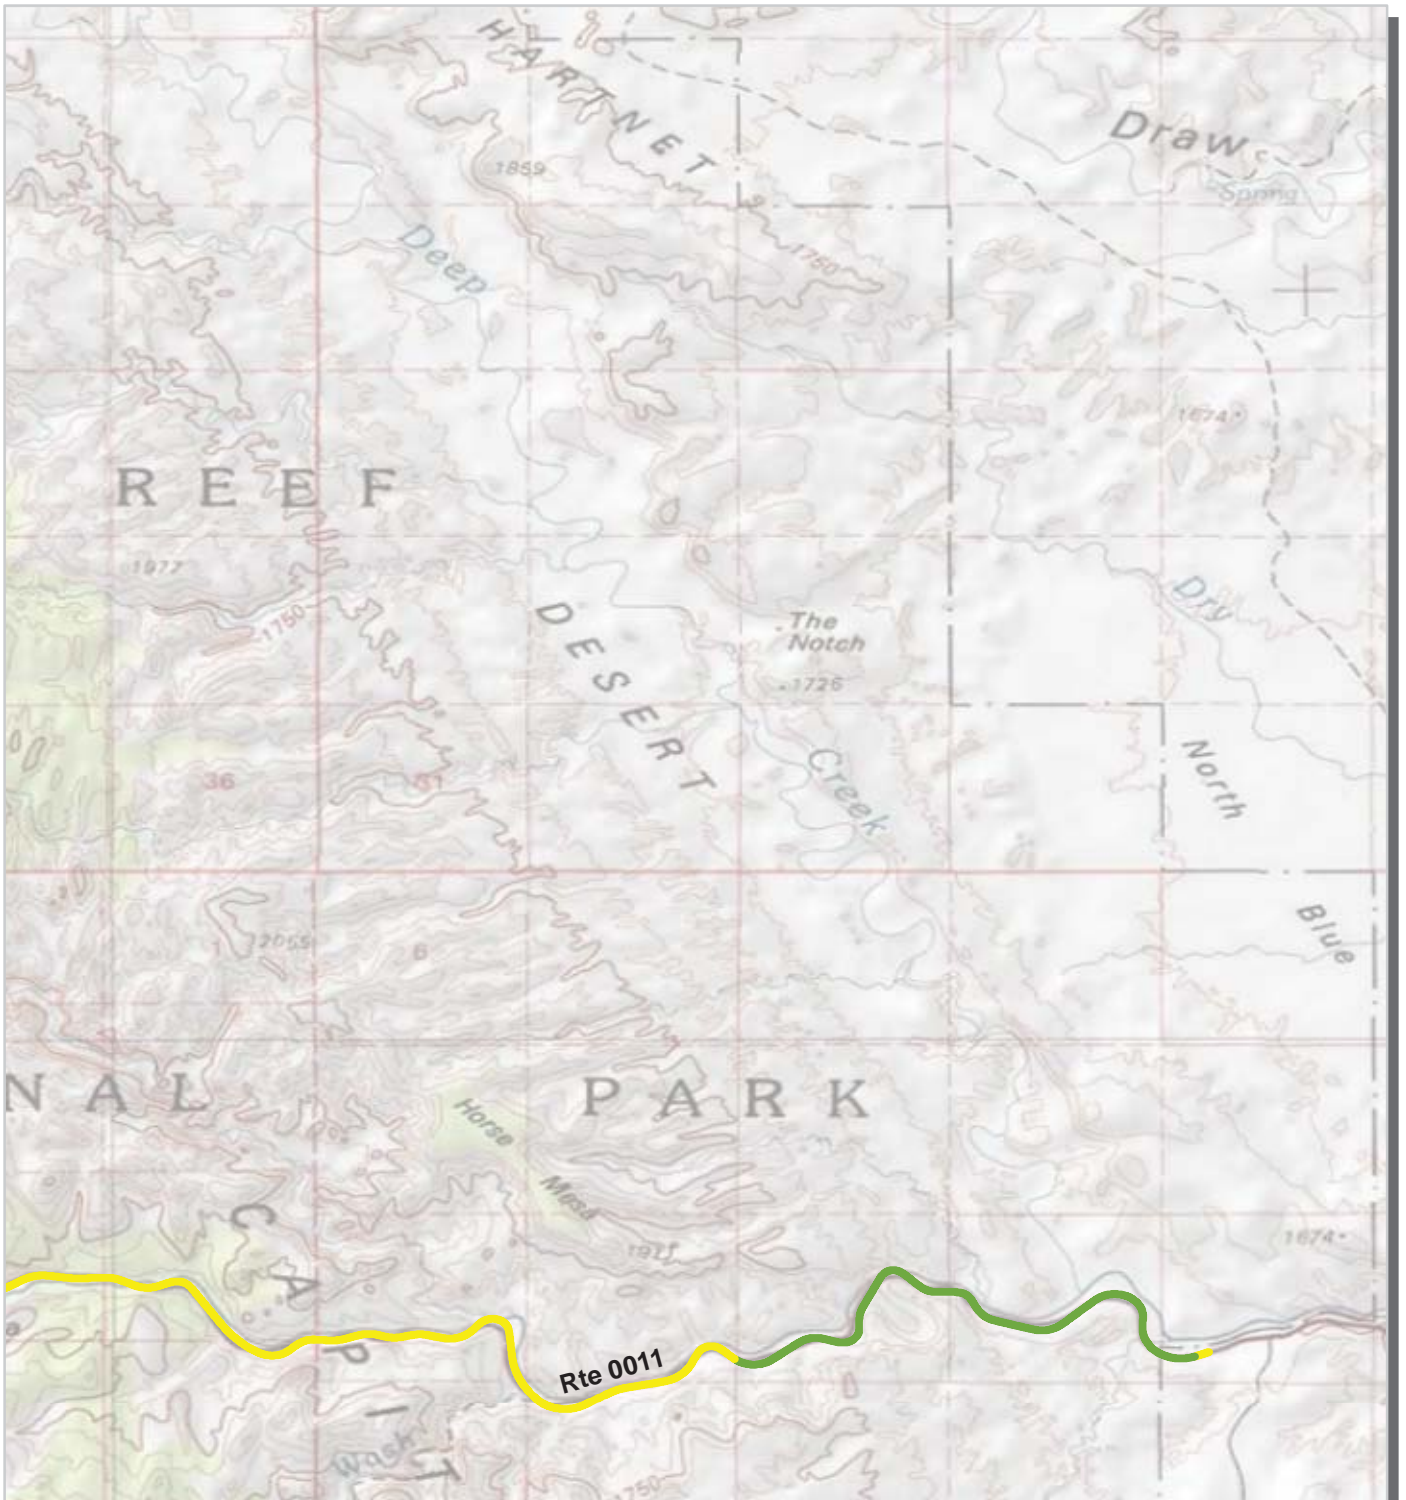 HARTNET
Draw
Spring
1859
Deep
1750
1674
REEF
1977
1750
DESERT
The
Notch
1726
Dry
North
Creek
36
31
Blue
1
2055
6
NAL
PARK
Horse
Mesa
CAPIT
1674
Rte 0011
Wash
1750